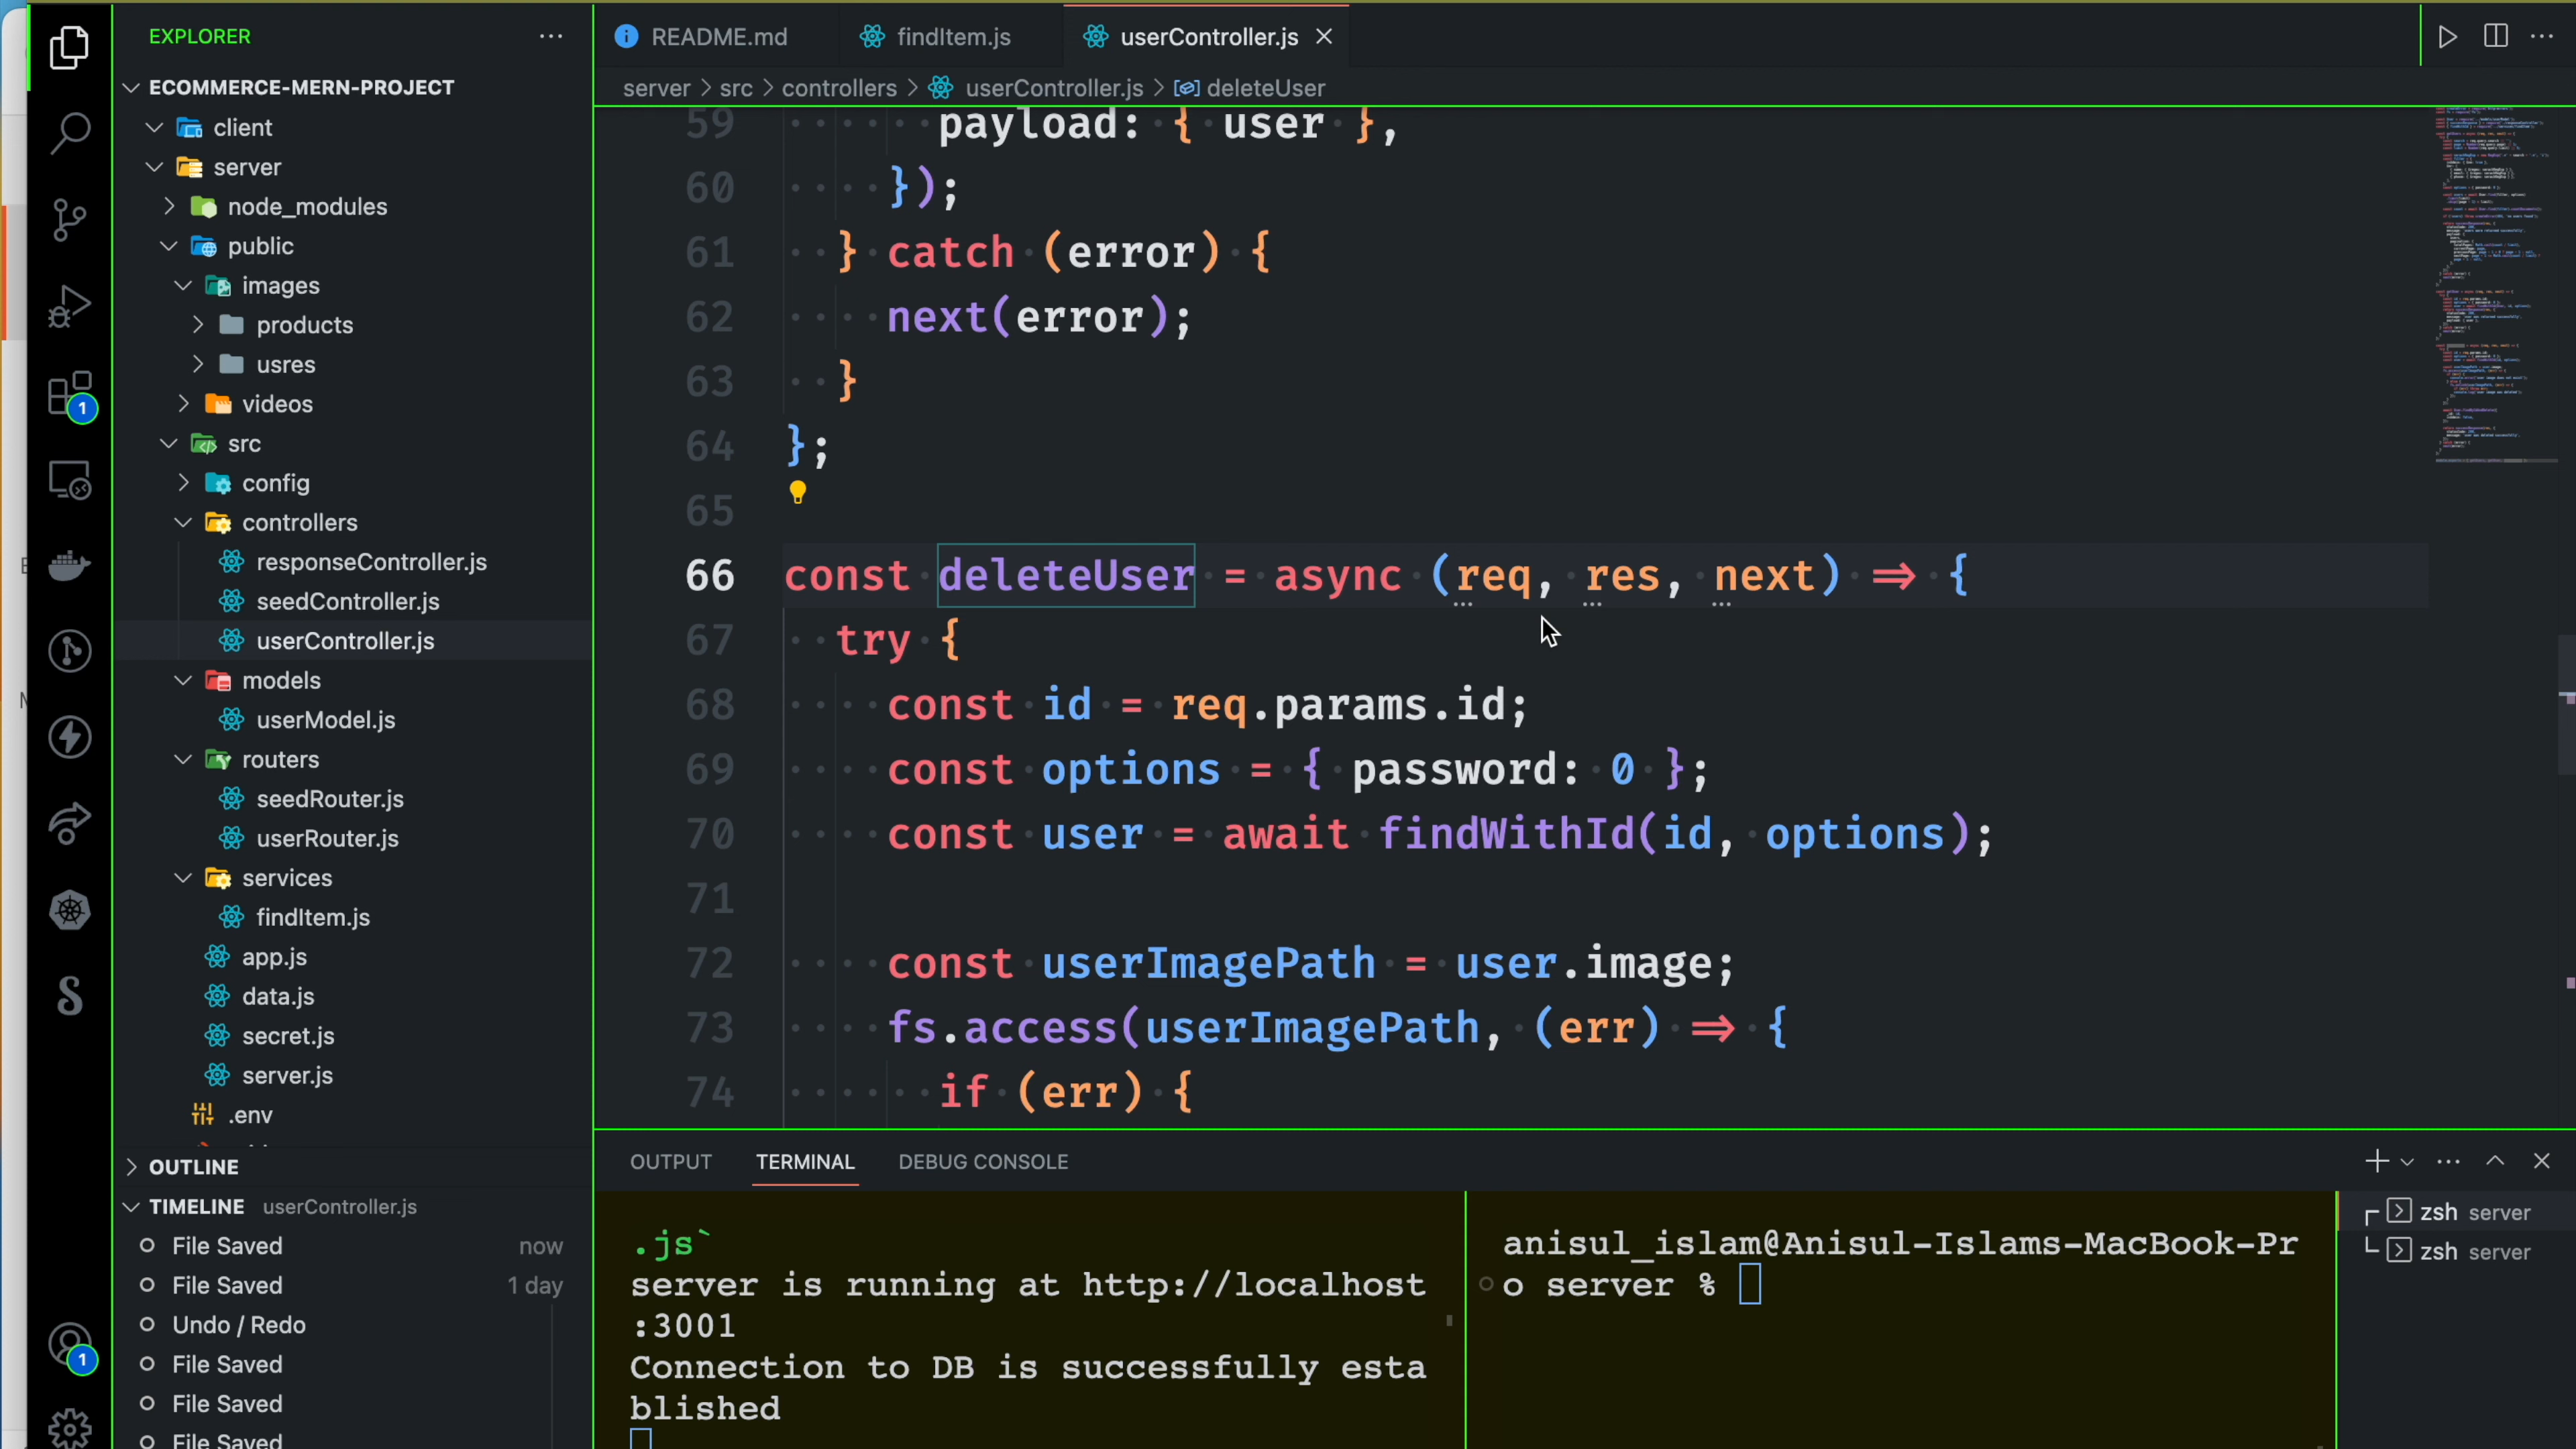 EXPLORER
ECOMMERCE-MERN-PROJECT
client
server
node_modules
public
images
products
usres
videos
src
config
controllers
responseController.js
seedController.js
userController.js
models
userModel.js
routers
seedRouter.js
userRouter.js
services
findItem.js
app.js
data.js
secret.js
server.js
.env
OUTLINE
TIMELINE userController.js
File Saved now
File Saved 1 day
Undo / Redo
File Saved
File Saved
File Saved
1
1
README.md findItem.js userController.js
server > src > controllers > userController.js > deleteUser
59 payload: { user },
60 });
61 } catch (error) {
62 next(error);
63 }
64 };
65
66 const deleteUser = async (req, res, next) => {
67 try {
68 const id = req.params.id;
69 const options = { password: 0 };
70 const user = await findWithId(id, options);
71
72 const userImagePath = user.image;
73 fs.access(userImagePath, (err) => {
74 if (err) {
OUTPUT TERMINAL DEBUG CONSOLE
.js`
server is running at http://localhost
:3001
Connection to DB is successfully esta
blished
anisul_islam@Anisul-Islams-MacBook-Pr
o server %
zsh server
zsh server